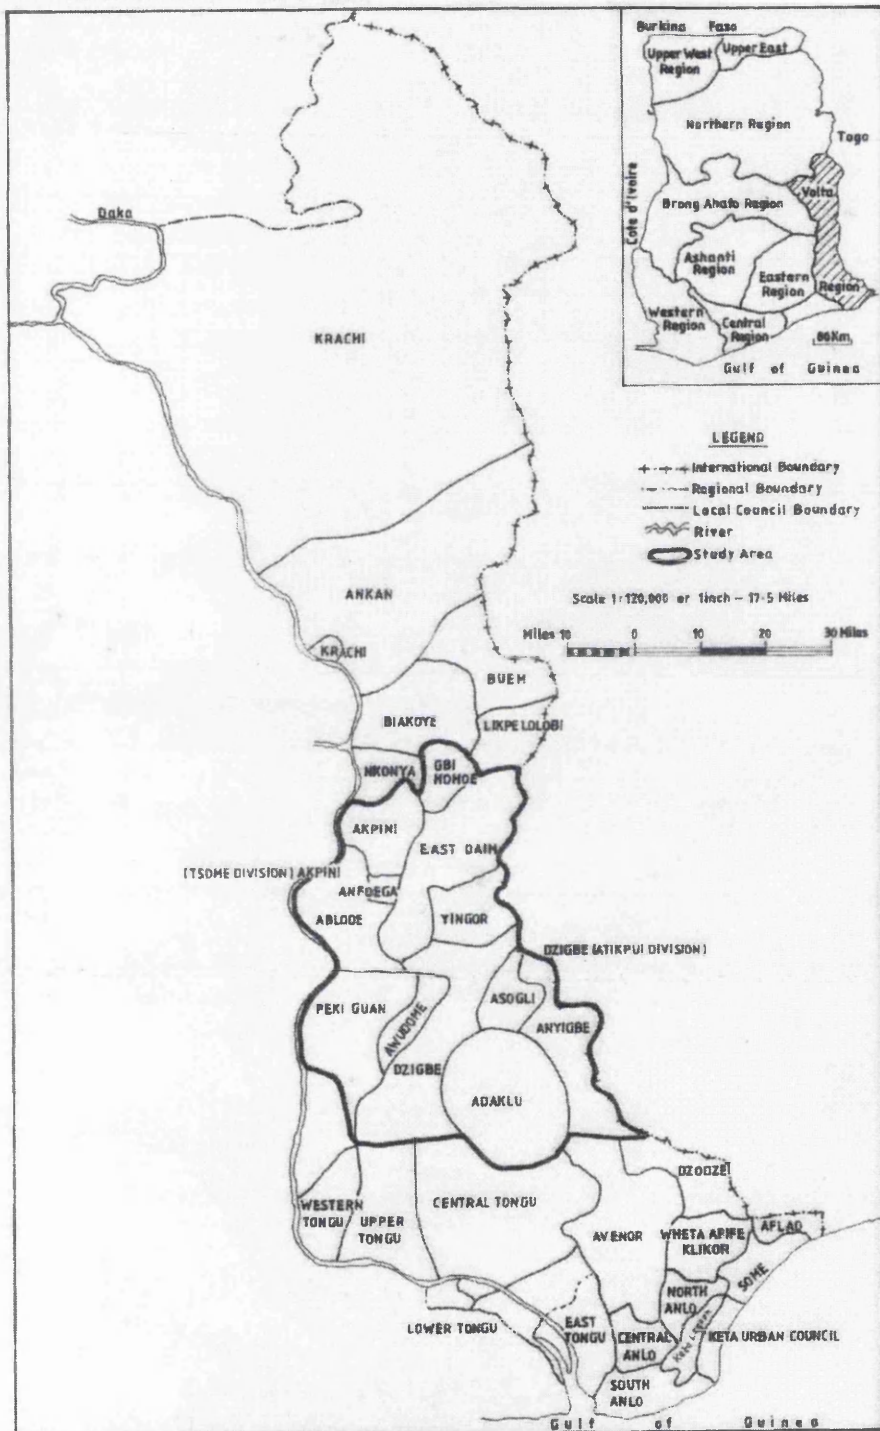 Burkina Faso
Upper West
Region
Upper East
Northern Region
Togo
Cote d'Ivoire
Volta
Brong Ahafo Region
Ashanti
Region
Eastern
Region
Region
Western
Region
Central
Region
80Km.
Gulf of Guinea
Daka
KRACHI
LEGEND
International Boundary
Regional Boundary
Local Council Boundary
River
Study Area
Scale 1:120,000 or 1inch – 17·5 Miles
Miles 10 0 10 20 30 Miles
ANKAN
KRACHI
BUEM
BIAKOYE
LIKPELOLOBI
NKONYA
GBI
HOHOE
AKPINI
EAST DAIN
(TSOME DIVISION) AKPINI
ANFOEGA
ABLODE
YINGOR
DZIGBE (ATIKPUI DIVISION)
PEKI GUAN
ASOGLI
AWUDOME
ANYIGBE
DZIGBE
ADAKLU
DZODZE
WESTERN
TONGU
UPPER
TONGU
CENTRAL TONGU
AVENOR
WHETA AFIFE
KLIKOR
AFLAO
SOME
NORTH
ANLO
LOWER TONGU
EAST
TONGU
CENTRAL
ANLO
Keta Lagoon
KETA URBAN COUNCIL
SOUTH
ANLO
Gulf of Guinea